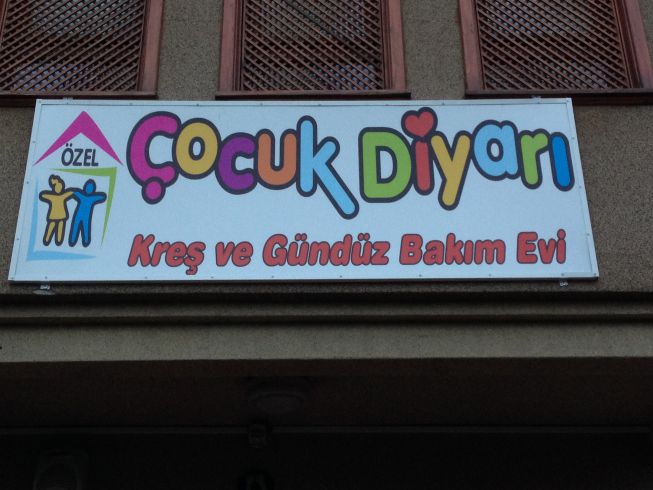 ÖZEL
Çocuk Diyarı
Kreş ve Gündüz Bakım Evi